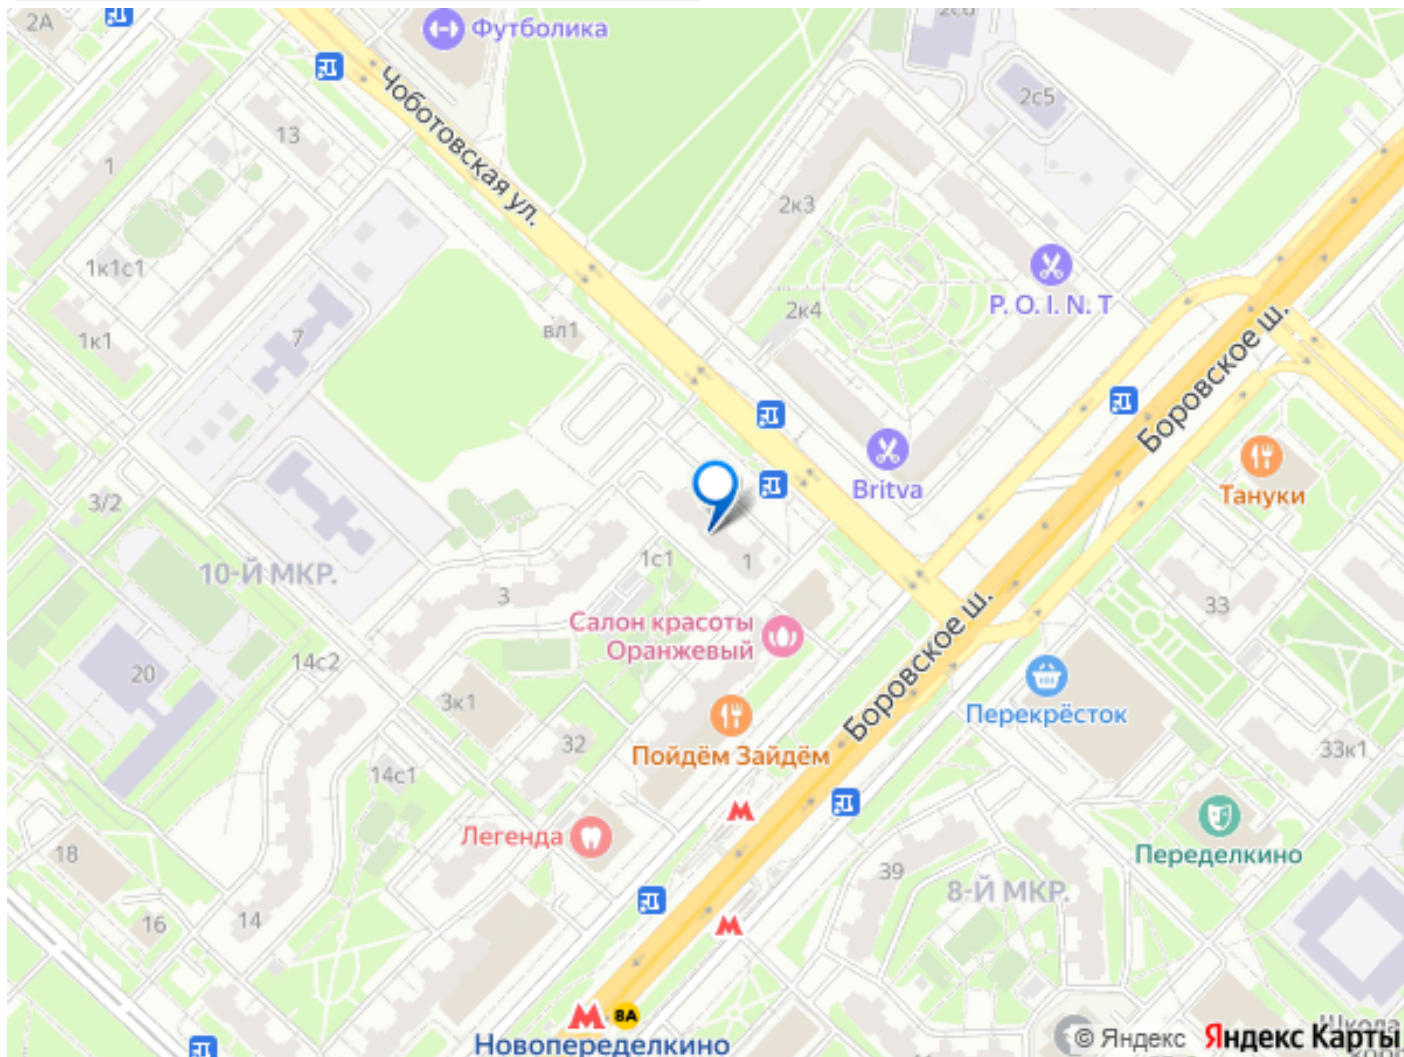 2А
Футболика
2с6
Чоботовская ул.
2с5
13
1
2к3
1к1с1
P. O. I. N. T
2к4
вл1
7
1к1
Боровское ш.
Britva
Тануки
3/2
1с1
1
10-Й МКР.
3
33
Салон красоты
Оранжевый
Боровское ш.
14с2
20
3к1
Перекрёсток
32
Пойдём Зайдём
33к1
14с1
Легенда
18
Переделкино
39
8-Й МКР.
16
14
8А
Новопеределкино
Школа
© Яндекс Яндекс Карты